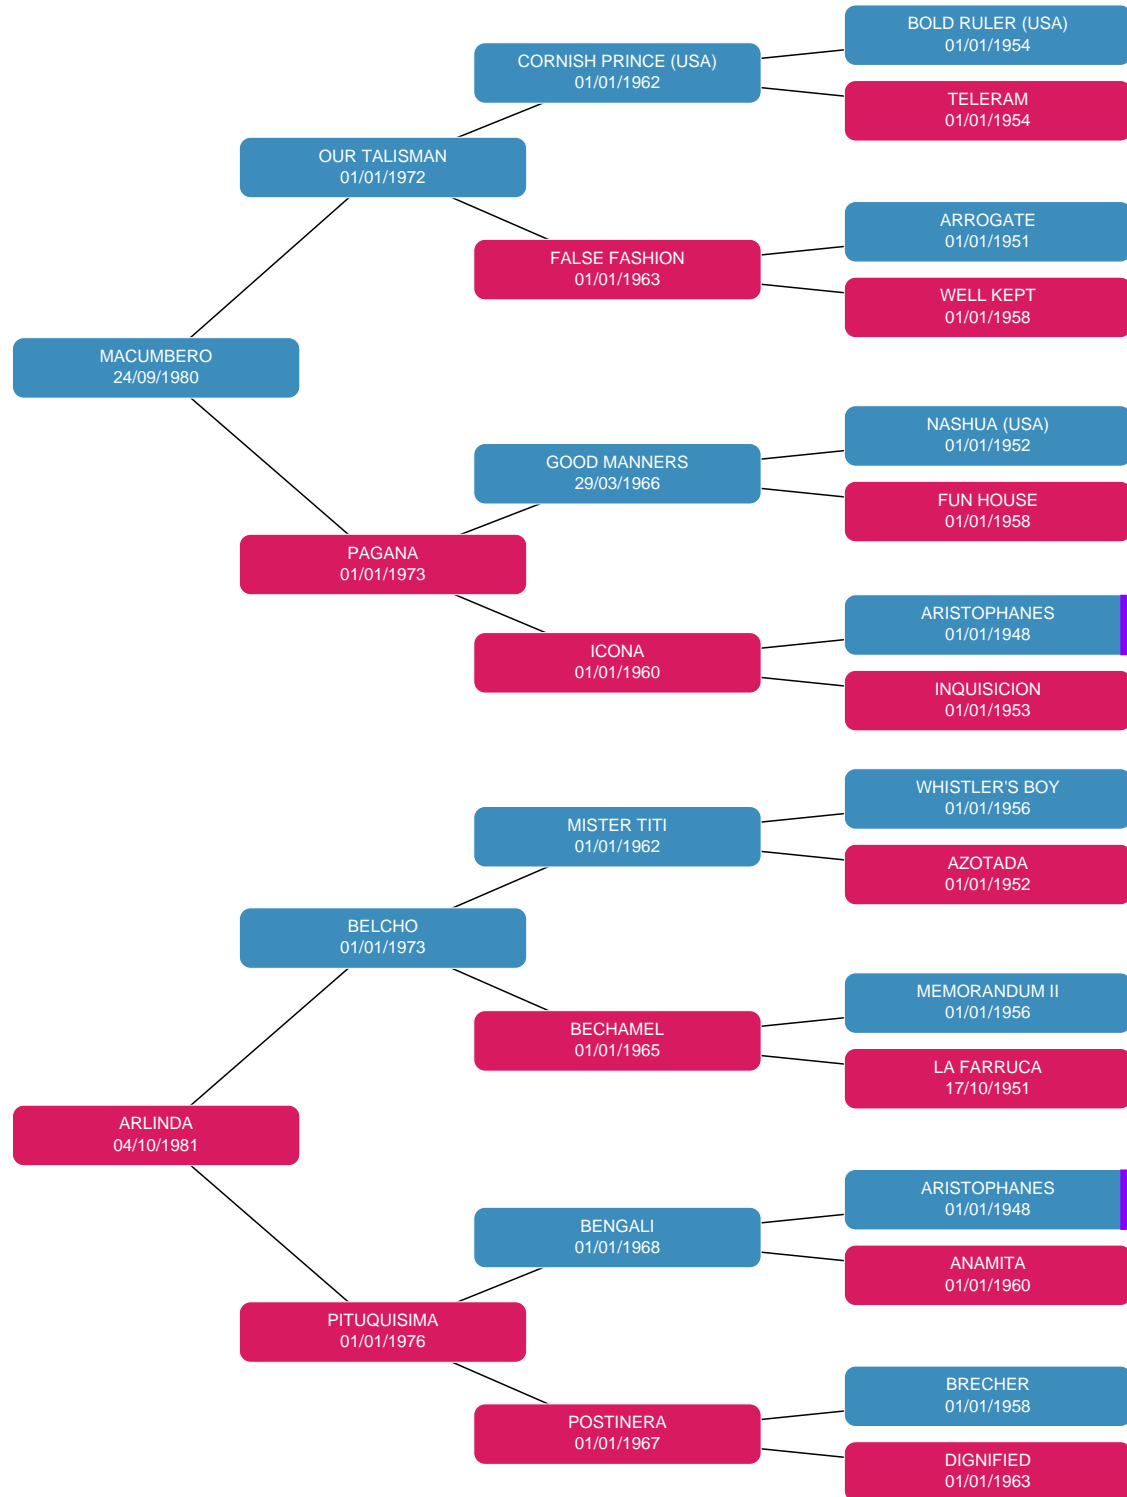 BOLD RULER (USA)
01/01/1954
CORNISH PRINCE (USA)
01/01/1962
TELERAM
01/01/1954
OUR TALISMAN
01/01/1972
ARROGATE
01/01/1951
FALSE FASHION
01/01/1963
WELL KEPT
01/01/1958
MACUMBERO
24/09/1980
NASHUA (USA)
01/01/1952
GOOD MANNERS
29/03/1966
FUN HOUSE
01/01/1958
PAGANA
01/01/1973
ARISTOPHANES
01/01/1948
ICONA
01/01/1960
INQUISICION
01/01/1953
WHISTLER'S BOY
01/01/1956
MISTER TITI
01/01/1962
AZOTADA
01/01/1952
BELCHO
01/01/1973
MEMORANDUM II
01/01/1956
BECHAMEL
01/01/1965
LA FARRUCA
17/10/1951
ARLINDA
04/10/1981
ARISTOPHANES
01/01/1948
BENGALI
01/01/1968
ANAMITA
01/01/1960
PITUQUISIMA
01/01/1976
BRECHER
01/01/1958
POSTINERA
01/01/1967
DIGNIFIED
01/01/1963